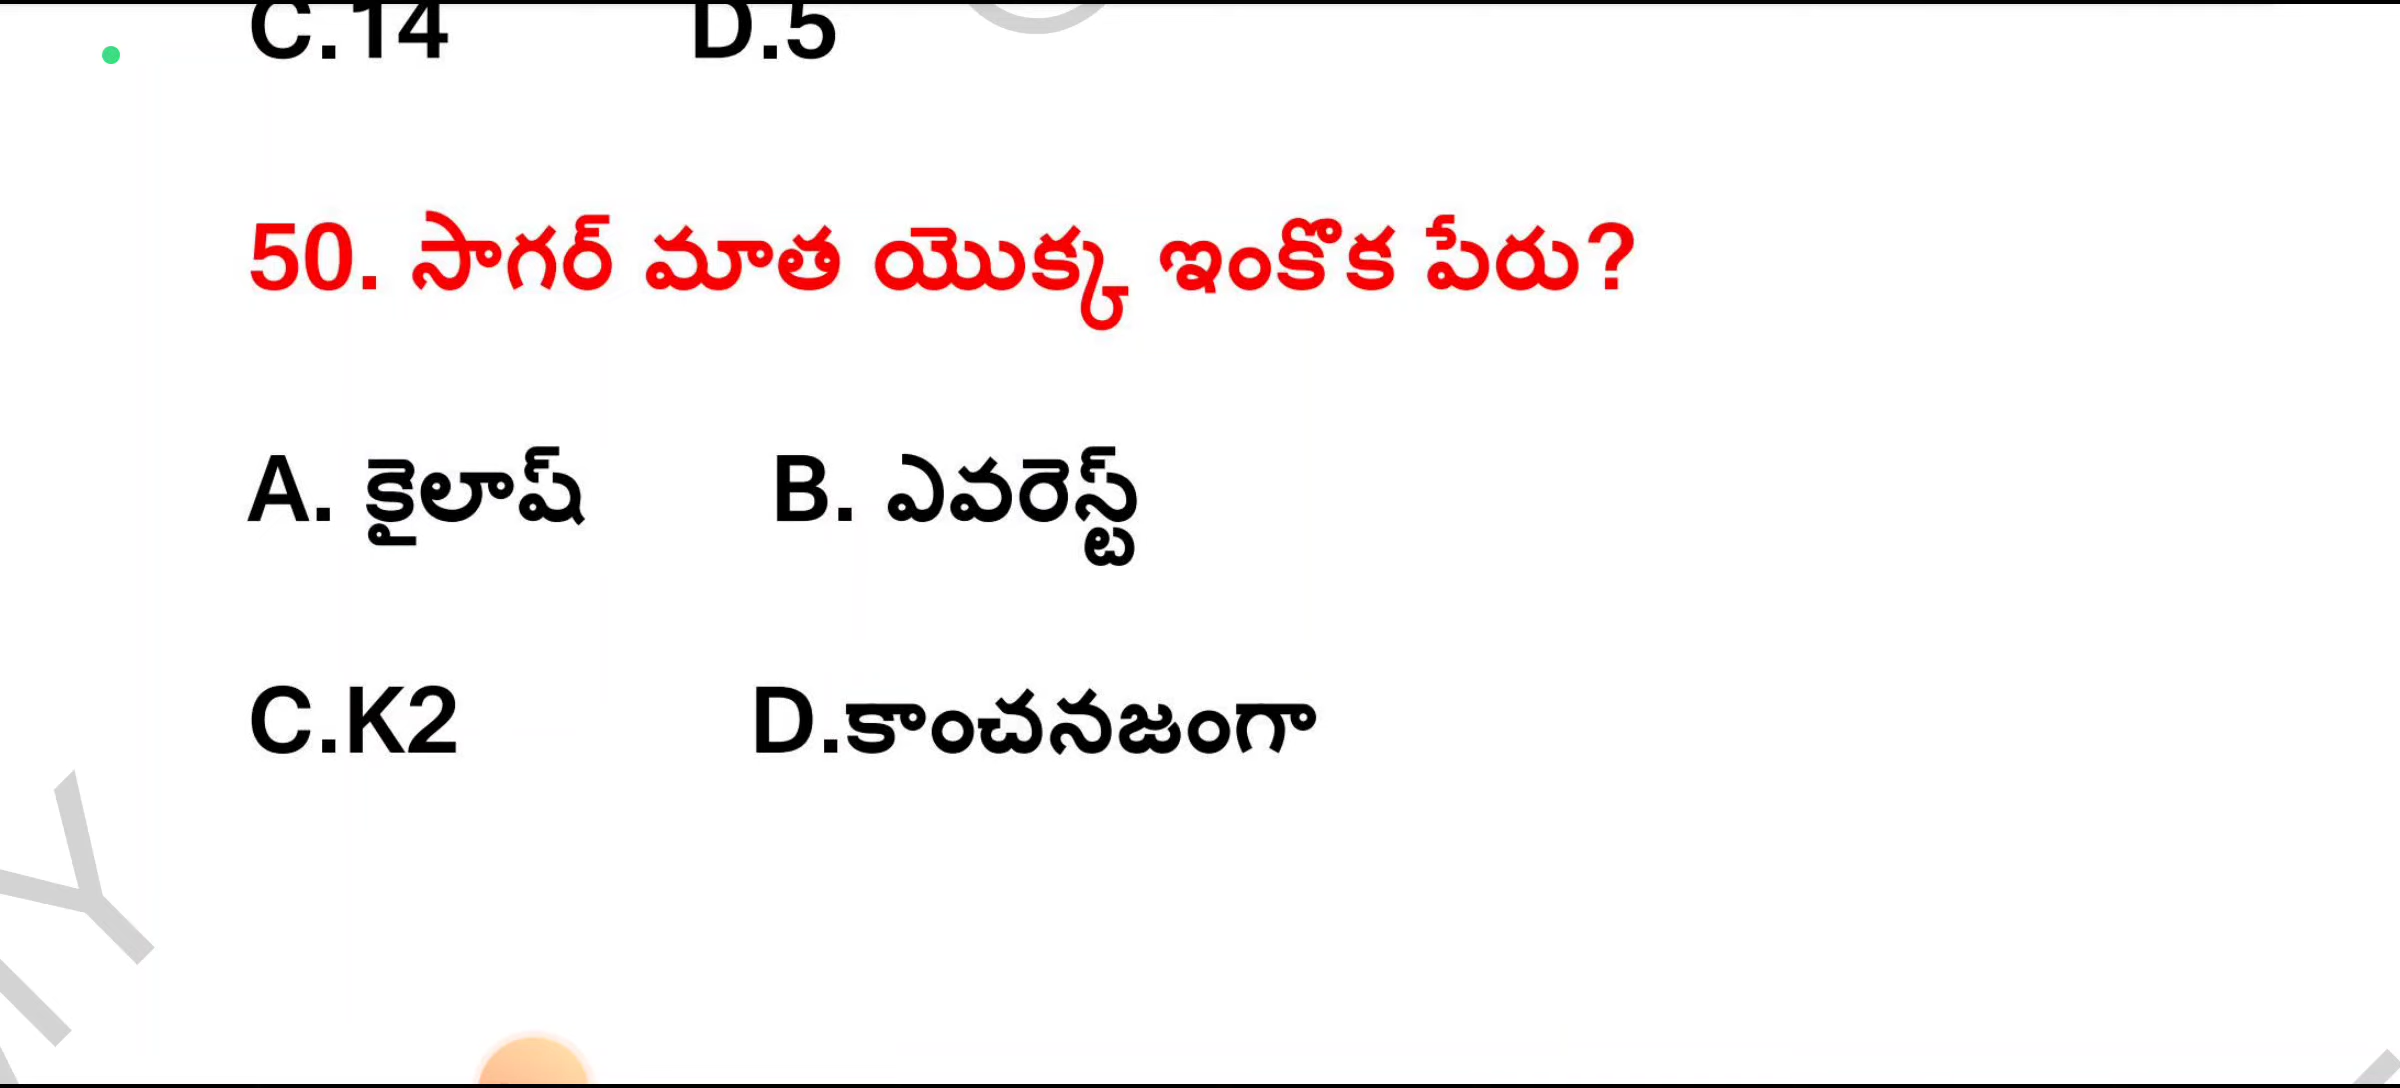 C.14 D.5
50. సాగర్ మాత యొక్క ఇంకొక పేరు?
A. కైలాష్ B. ఎవరెస్ట్
C.K2 D.కాంచనజంగా